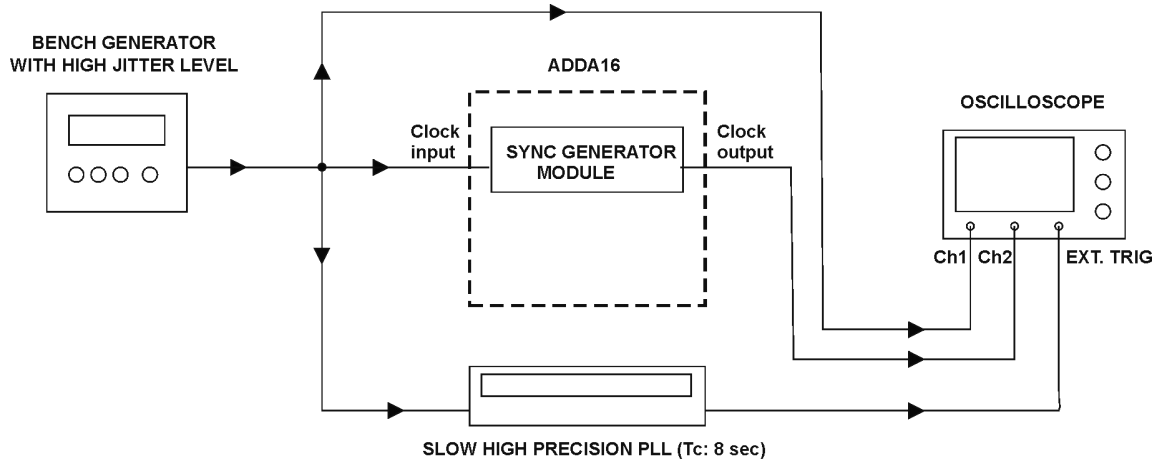 BENCH GENERATOR
WITH HIGH JITTER LEVEL
ADDA16
OSCILLOSCOPE
Clock
input
SYNC GENERATOR
MODULE
Clock
output
Ch1 Ch2 EXT. TRIG
SLOW HIGH PRECISION PLL (Tc: 8 sec)